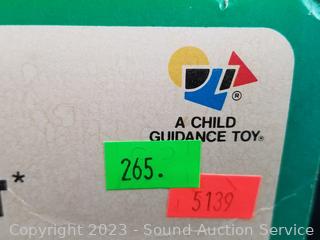 ®
A CHILD
GUIDANCE TOY®
265.
5139
*
Copyright 2023 - Sound Auction Service